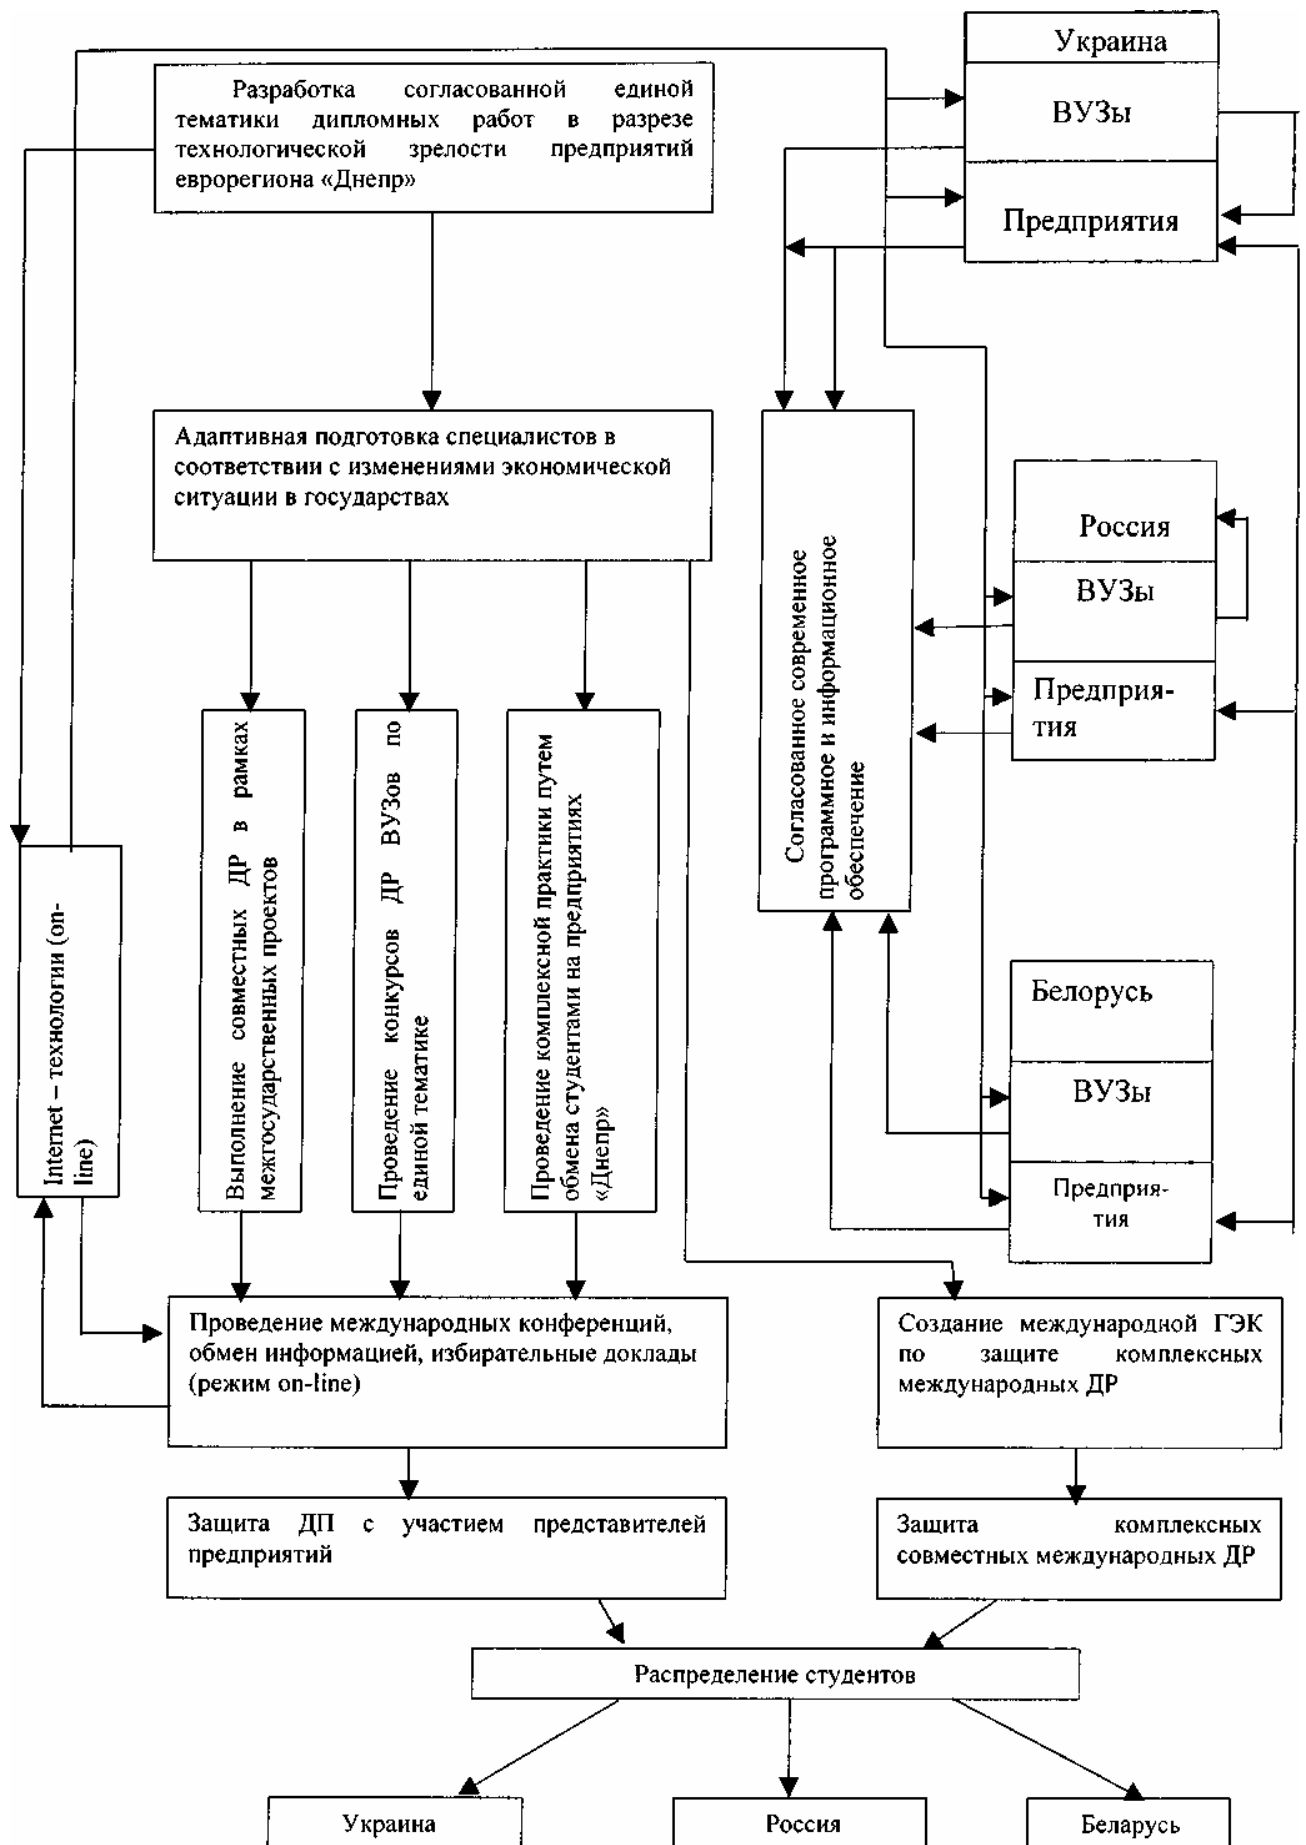 Украина
Разработка согласованной единой
тематики дипломных работ в разрезе
технологической зрелости предприятий
еврорегиона «Днепр»
ВУЗы
Предприятия
Адаптивная подготовка специалистов в
соответствии с изменениями экономической
ситуации в государствах
Согласованное современное
программное и информационное
обеспечение
Россия
ВУЗы
Предприя-
тия
Internet – технологии (on-
line)
Выполнение совместных ДР в рамках
межгосударственных проектов
Проведение конкурсов ДР ВУЗов по
единой тематике
Проведение комплексной практики путем
обмена студентами на предприятиях
«Днепр»
Белорусь
ВУЗы
Предприя-
тия
Проведение международных конференций,
обмен информацией, избирательные доклады
(режим on-line)
Создание международной ГЭК
по защите комплексных
международных ДР
Защита ДП с участием представителей
предприятий
Защита комплексных
совместных международных ДР
Распределение студентов
Украина
Россия
Беларусь